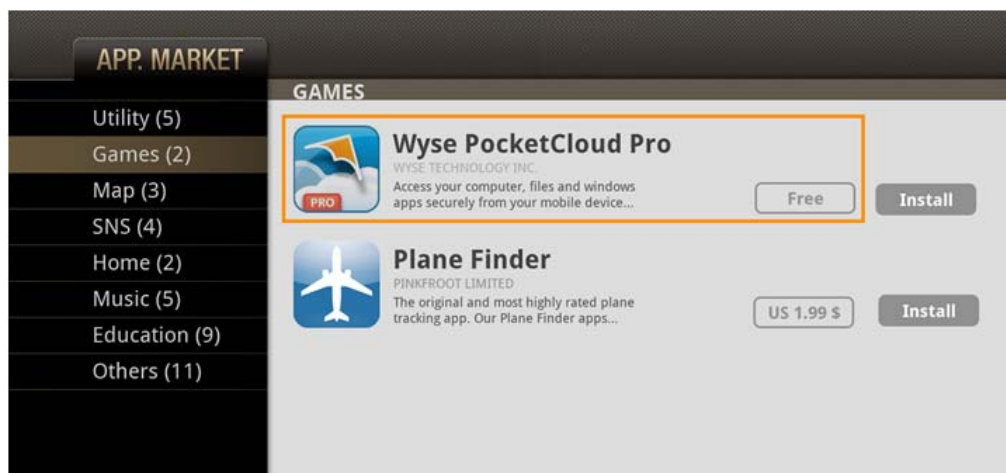 APP. MARKET
Utility (5)
Games (2)
Map (3)
SNS (4)
Home (2)
Music (5)
Education (9)
Others (11)
GAMES
PRO
Wyse PocketCloud Pro
WYSE TECHNOLOGY INC.
Access your computer, files and windows
apps securely from your mobile device...
Free
Install
Plane Finder
PINKFROOT LIMITED
The original and most highly rated plane
tracking app. Our Plane Finder apps...
US 1.99 $
Install